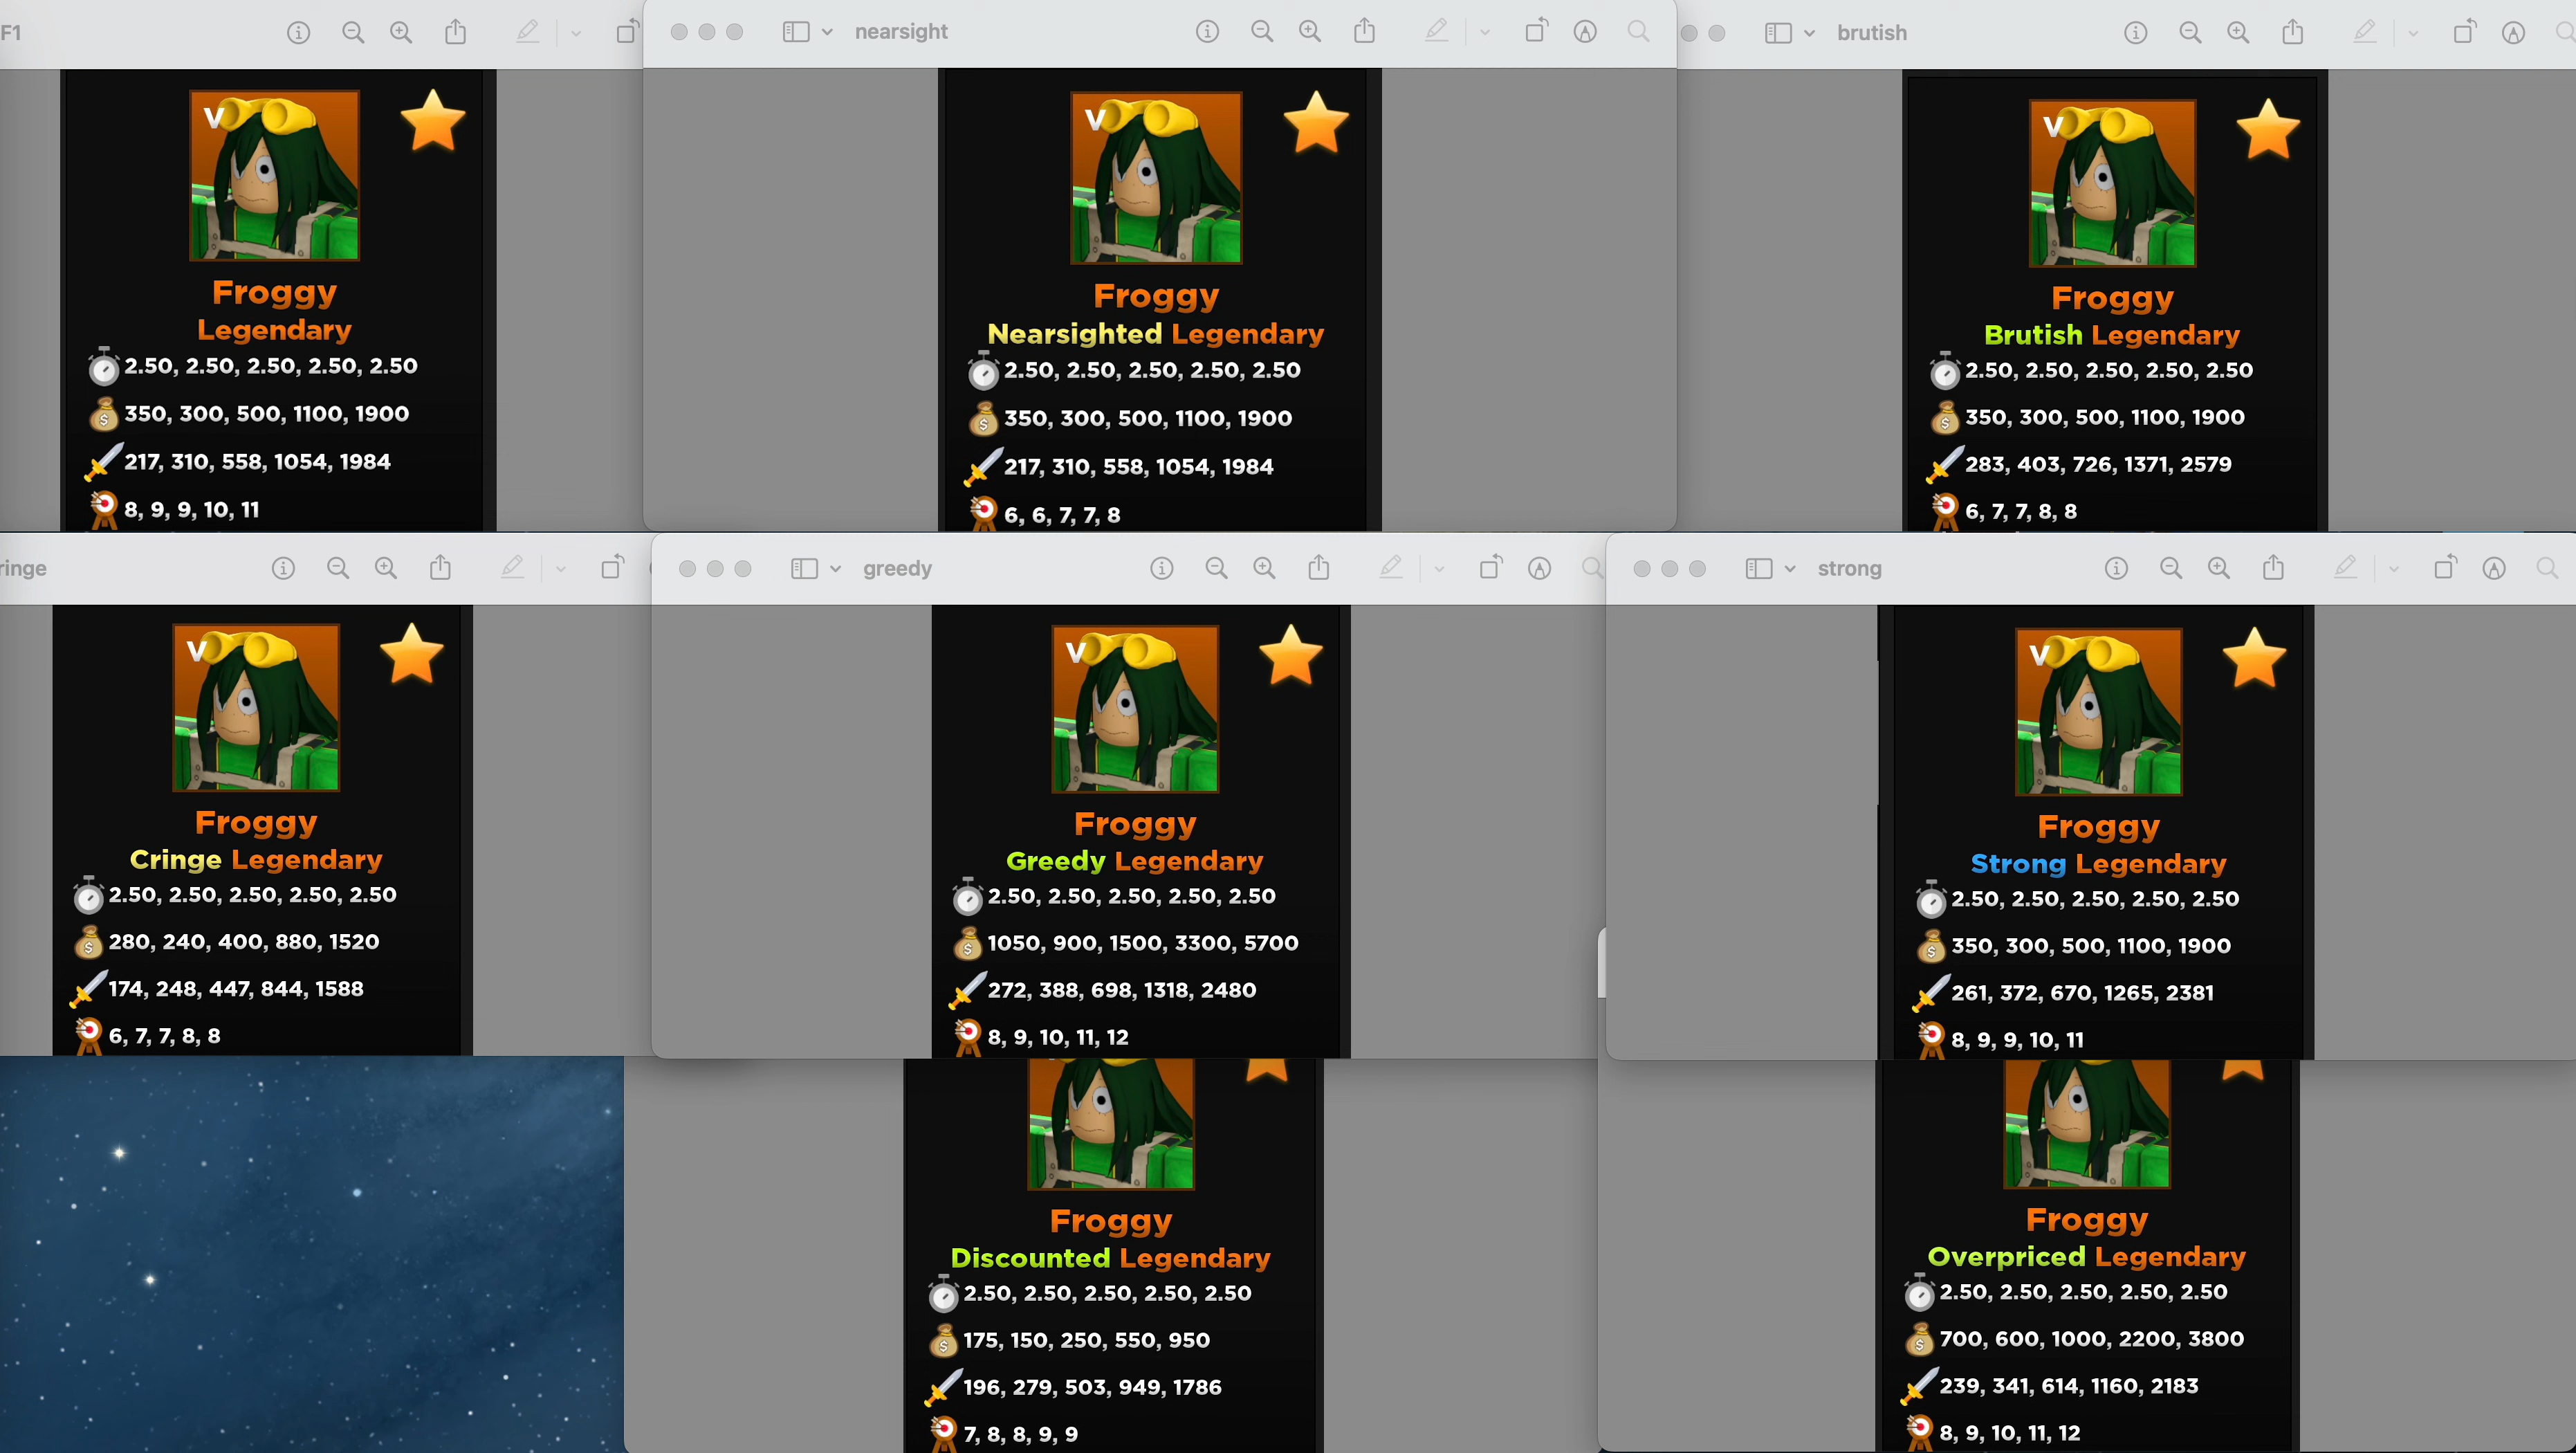 F1
V
Froggy
Legendary
2.50, 2.50, 2.50, 2.50, 2.50
$ 350, 300, 500, 1100, 1900
217, 310, 558, 1054, 1984
8, 9, 9, 10, 11
nearsight
V
Froggy
Nearsighted Legendary
2.50, 2.50, 2.50, 2.50, 2.50
$ 350, 300, 500, 1100, 1900
217, 310, 558, 1054, 1984
6, 6, 7, 7, 8
brutish
V
Froggy
Brutish Legendary
2.50, 2.50, 2.50, 2.50, 2.50
$ 350, 300, 500, 1100, 1900
283, 403, 726, 1371, 2579
6, 7, 7, 8, 8
ringe
V
Froggy
Cringe Legendary
2.50, 2.50, 2.50, 2.50, 2.50
$ 280, 240, 400, 880, 1520
174, 248, 447, 844, 1588
6, 7, 7, 8, 8
greedy
V
Froggy
Greedy Legendary
2.50, 2.50, 2.50, 2.50, 2.50
$ 1050, 900, 1500, 3300, 5700
272, 388, 698, 1318, 2480
8, 9, 10, 11, 12
strong
V
Froggy
Strong Legendary
2.50, 2.50, 2.50, 2.50, 2.50
$ 350, 300, 500, 1100, 1900
261, 372, 670, 1265, 2381
8, 9, 9, 10, 11
Froggy
Discounted Legendary
2.50, 2.50, 2.50, 2.50, 2.50
$ 175, 150, 250, 550, 950
196, 279, 503, 949, 1786
7, 8, 8, 9, 9
Froggy
Overpriced Legendary
2.50, 2.50, 2.50, 2.50, 2.50
$ 700, 600, 1000, 2200, 3800
239, 341, 614, 1160, 2183
8, 9, 10, 11, 12